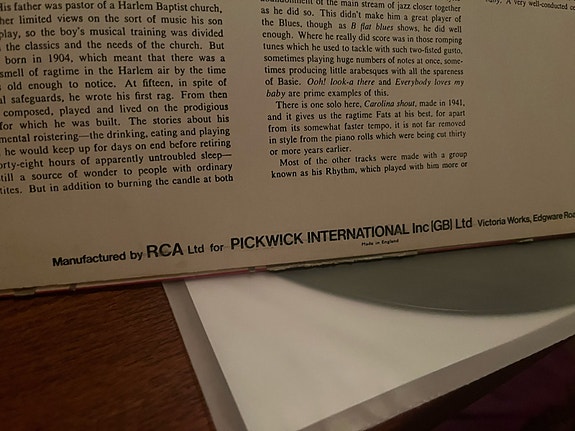 His father was pastor of a Harlem Baptist church,
her limited views on the sort of music his son
play, so the boy's musical training was divided
the classics and the needs of the church. But
born in 1904, which meant that there was a
smell of ragtime in the Harlem air by the time
old enough to notice. At fifteen, in spite of
al safeguards, he wrote his first rag. From then
composed, played and lived on the prodigious
for which he was built. The stories about his
mental roistering—the drinking, eating and playing
he would keep up for days on end before retiring
orty-eight hours of apparently untroubled sleep—
still a source of wonder to people with ordinary
tites. But in addition to burning the candle at both
of the main stream of jazz closer together
as he did so. This didn't make him a great player of
the Blues, though as B flat blues shows, he did well
enough. Where he really did score was in those romping
tunes which he used to tackle with such two-fisted gusto,
sometimes playing huge numbers of notes at once, some-
times producing little arabesques with all the spareness
of Basie. Ooh! look-a there and Everybody loves my
baby are prime examples of this.
There is one solo here, Carolina shout, made in 1941,
and it gives us the ragtime Fats at his best, for apart
from its somewhat faster tempo, it is not far removed
in style from the piano rolls which were being cut thirty
or more years earlier.
Most of the other tracks were made with a group
known as his Rhythm, which played with him more or
A very well-conducted
Manufactured by RCA Ltd for PICKWICK INTERNATIONAL Inc (GB) Ltd Victoria Works, Edgware Roa
Made in England